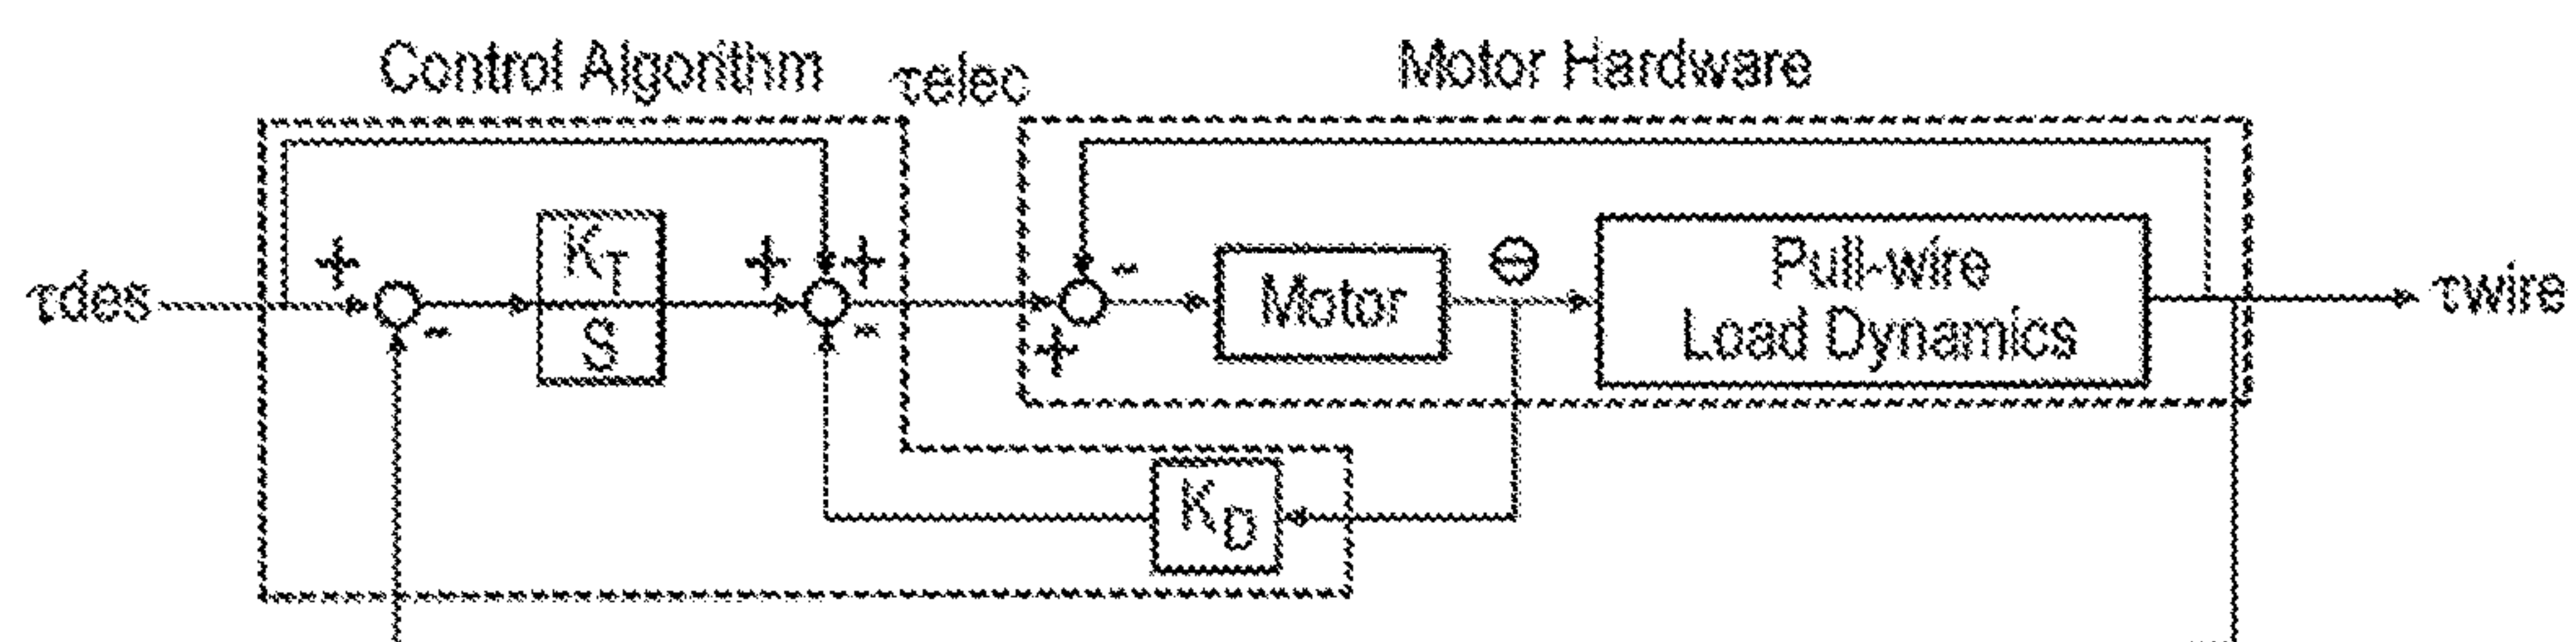 Control Algorithm
τelec
Motor Hardware
+
K_T
S
+
+
-
Motor
Θ
Pull-wire
Load Dynamics
τdes
-
-
+
τwire
K_D